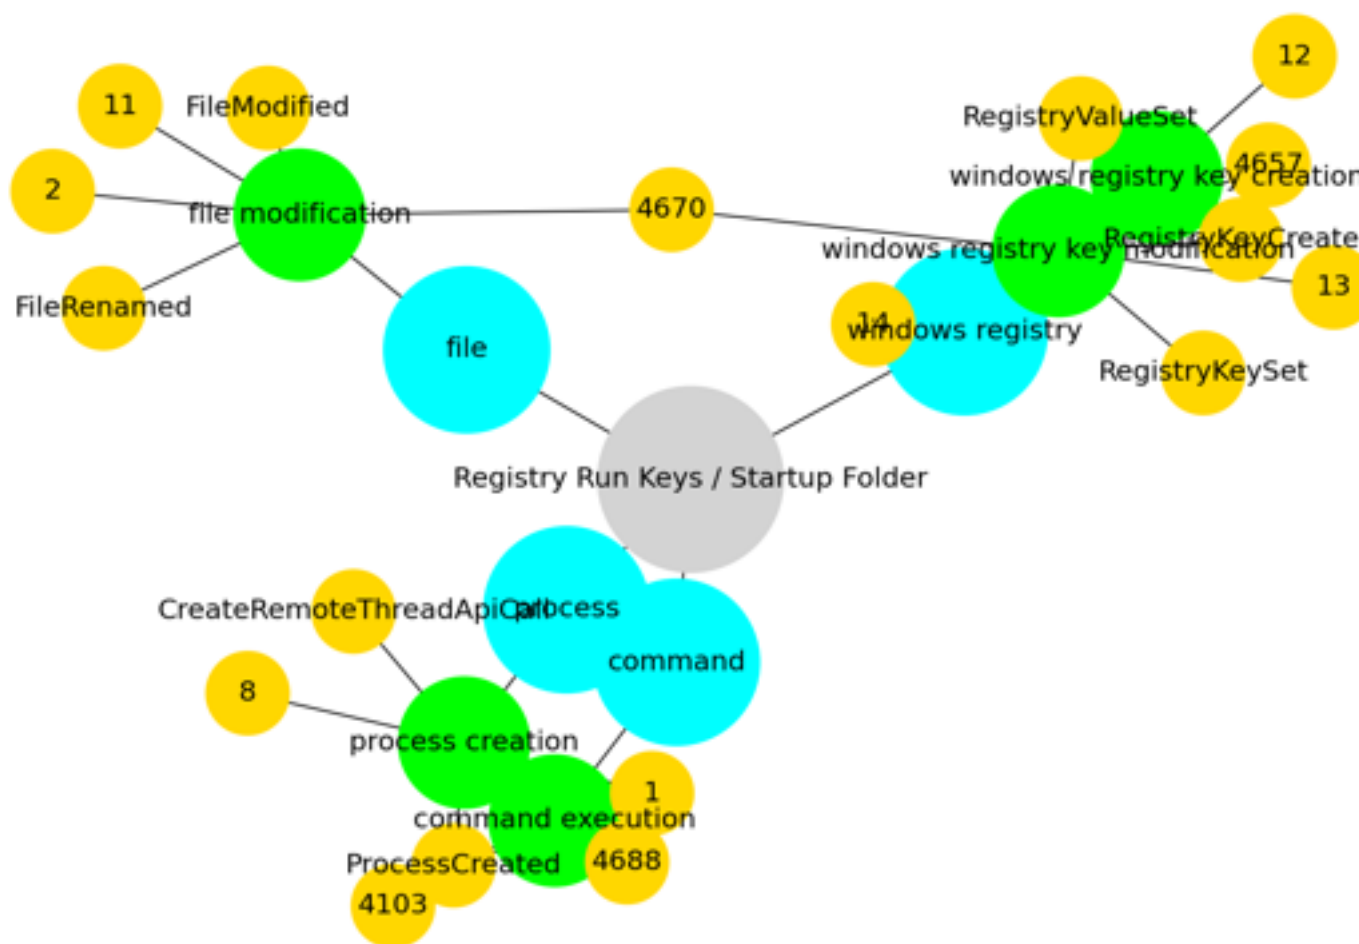 12
11
FileModified
RegistryValueSet
4657
windows registry key creation
2
4670
file modification
RegistryKeyCreate
windows registry key modification
13
FileRenamed
14
windows registry
file
RegistryKeySet
Registry Run Keys / Startup Folder
CreateRemoteThreadApiCall
process
command
8
process creation
1
command execution
ProcessCreated
4688
4103